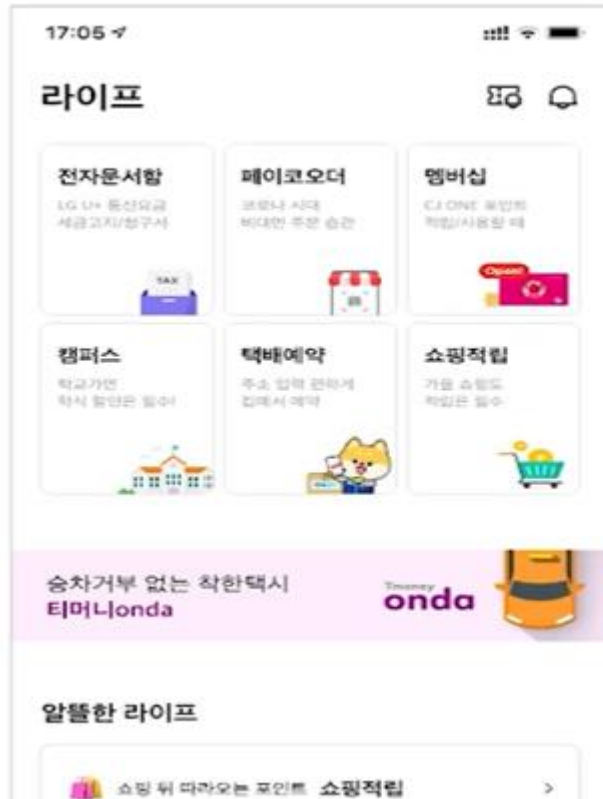 17:05
라이프
전자문서함
LG U+ 통신요금
세금고지/청구서
TAX
페이코오더
코로나 시대
비대면 주문 습관
멤버십
CJ ONE 포인트
적립/사용할 때
Open!
캠퍼스
학교가면
학식 할인은 필수!
택배예약
주소 입력 편하게
집에서 예약
쇼핑적립
가을 쇼핑도
적립은 필수
승차거부 없는 착한택시
티머니onda
Tmoney
onda
알뜰한 라이프
쇼핑 뒤 따라오는 포인트 쇼핑적립